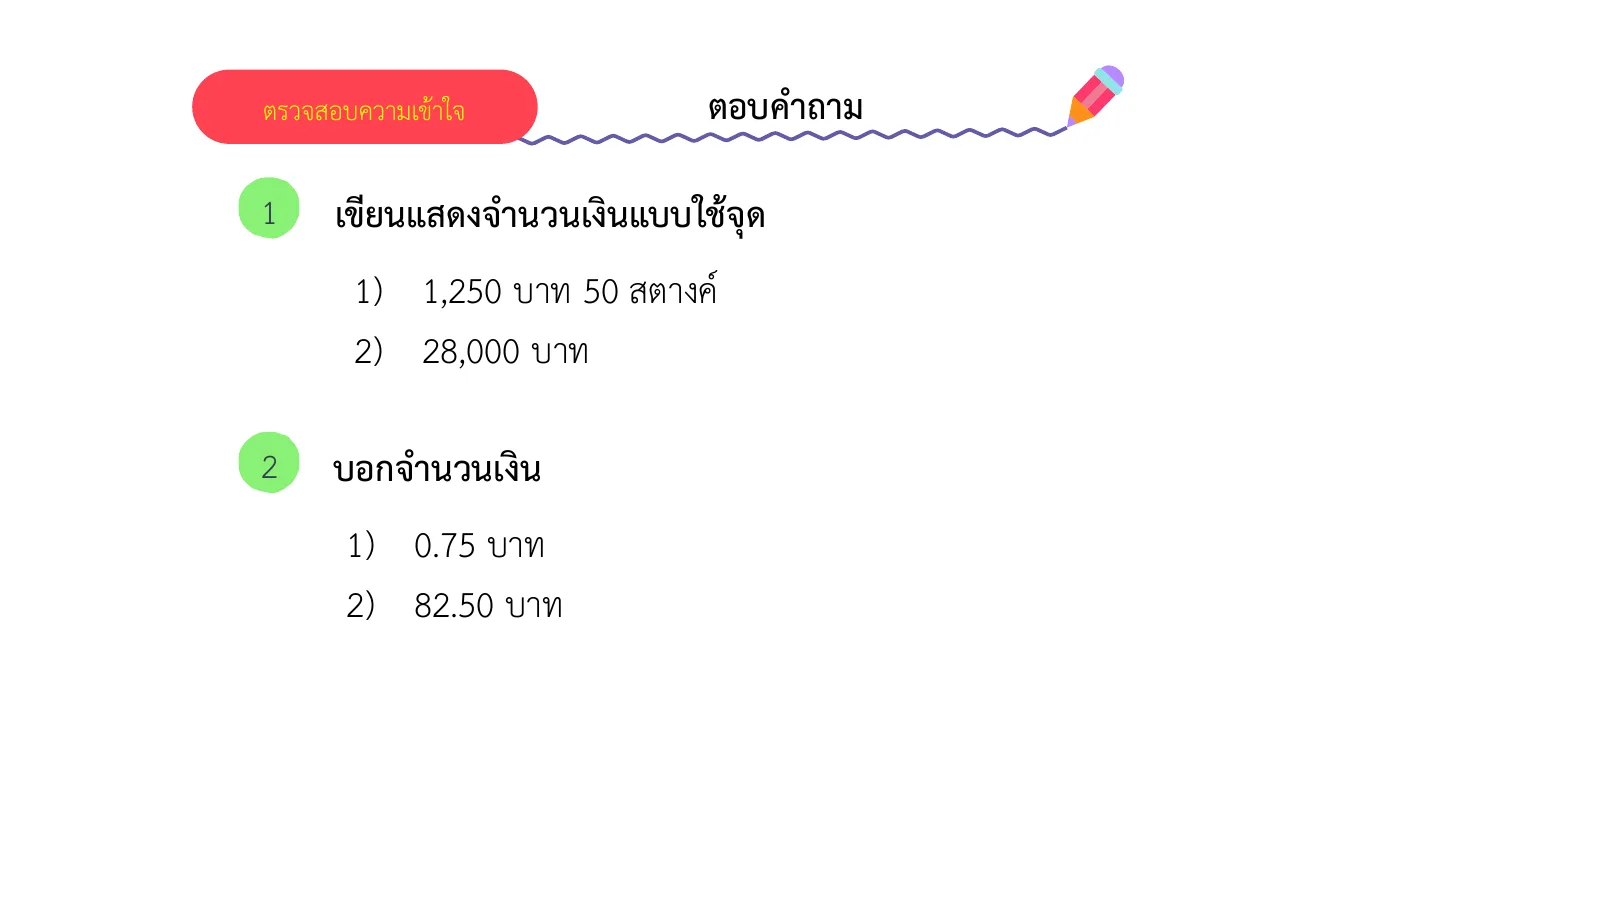 ตรวจสอบความเข้าใจ ตอบคำถาม
1 เขียนแสดงจำนวนเงินแบบใช้จุด
1) 1,250 บาท 50 สตางค์
2) 28,000 บาท
2 บอกจำนวนเงิน
1) 0.75 บาท
2) 82.50 บาท